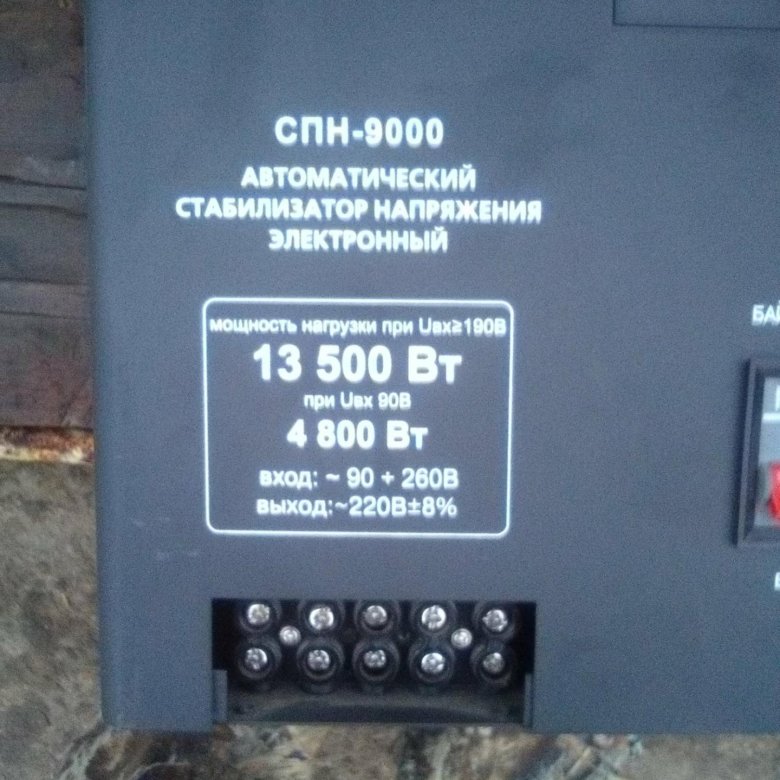 СПН-9000
АВТОМАТИЧЕСКИЙ
СТАБИЛИЗАТОР НАПРЯЖЕНИЯ
ЭЛЕКТРОННЫЙ
мощность нагрузки при Uвх≥190В
13 500 Вт
при Uвх 90В
4 800 Вт
вход: ~ 90 + 260В
выход:~220В±8%